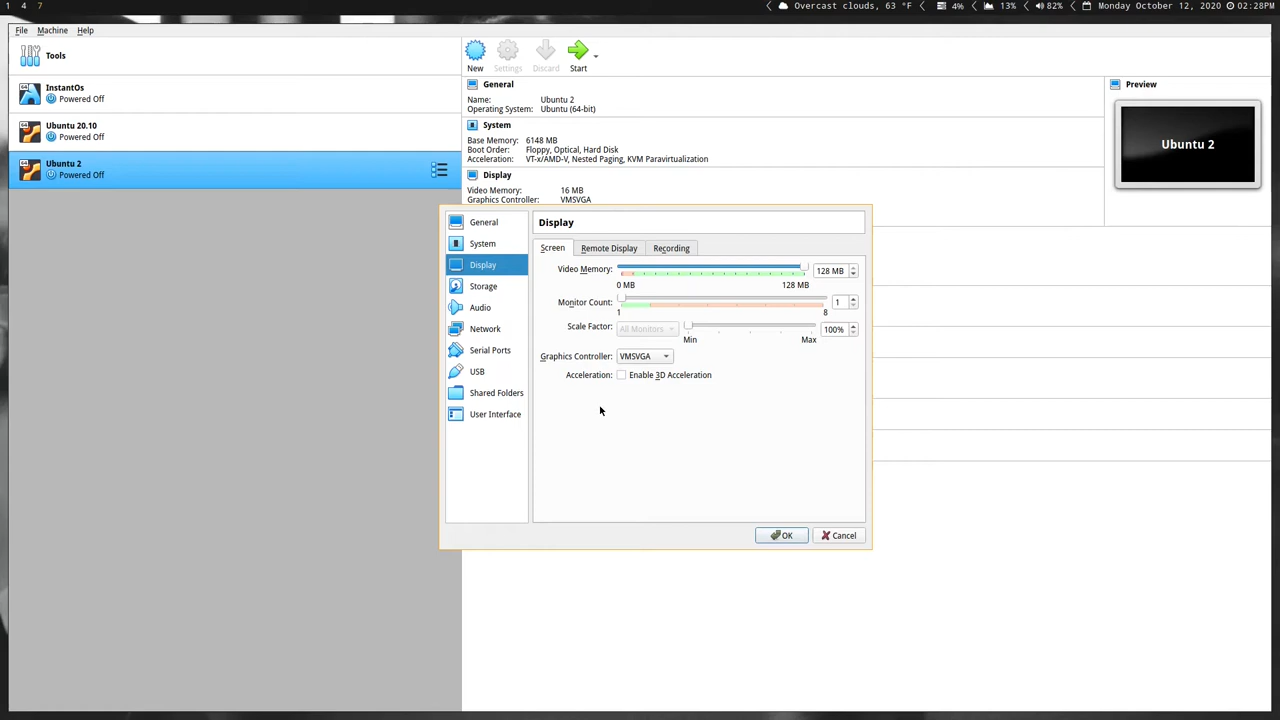 1 4 7
Overcast clouds, 63 °F 4% 13% 82% Monday October 12, 2020 02:28PM
File Machine Help
Tools
InstantOs
Powered Off
Ubuntu 20.10
Powered Off
Ubuntu 2
Powered Off
New Settings Discard Start
General
Name: Ubuntu 2
Operating System: Ubuntu (64-bit)
System
Base Memory: 6148 MB
Boot Order: Floppy, Optical, Hard Disk
Acceleration: VT-x/AMD-V, Nested Paging, KVM Paravirtualization
Display
Video Memory: 16 MB
Graphics Controller: VMSVGA
Preview
Ubuntu 2
General
System
Display
Storage
Audio
Network
Serial Ports
USB
Shared Folders
User Interface
Display
Screen Remote Display Recording
Video Memory: 128 MB
0 MB 128 MB
Monitor Count: 1
1 8
Scale Factor: All Monitors 100%
Min Max
Graphics Controller: VMSVGA
Acceleration: Enable 3D Acceleration
OK Cancel